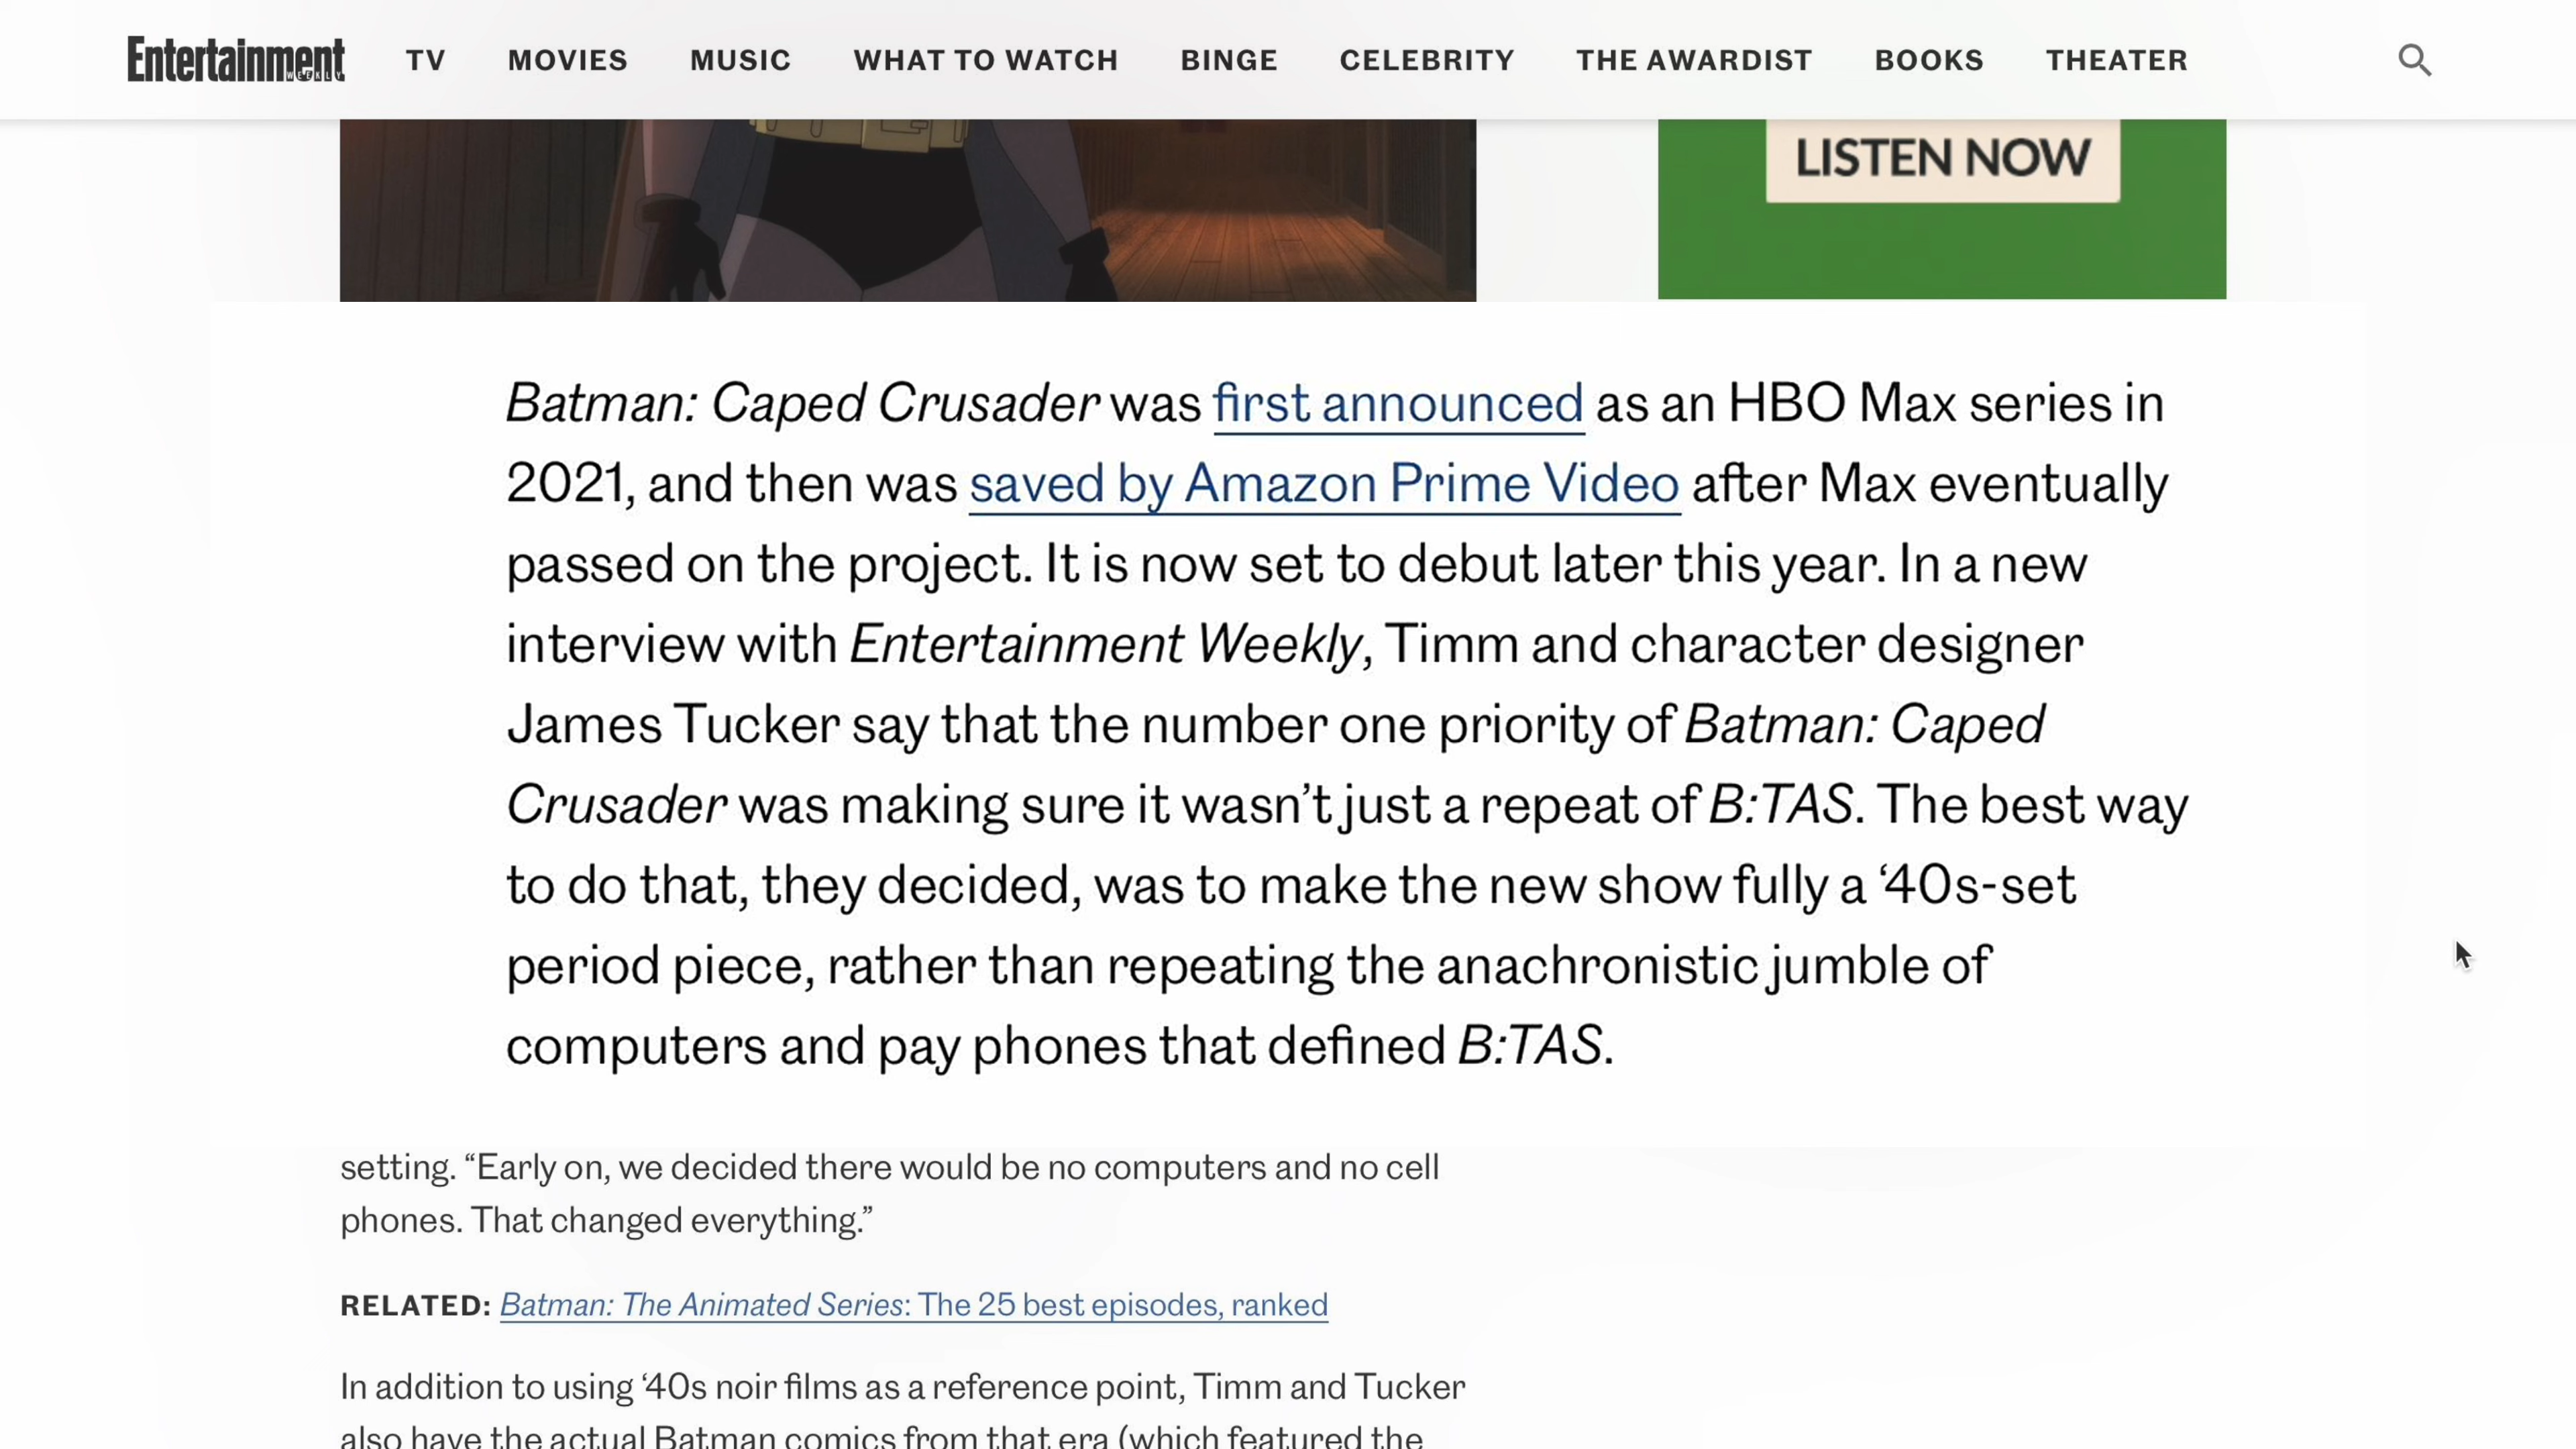 Entertainment WEEKLY TV MOVIES MUSIC WHAT TO WATCH BINGE CELEBRITY THE AWARDIST BOOKS THEATER
LISTEN NOW
Batman: Caped Crusader was first announced as an HBO Max series in
2021, and then was saved by Amazon Prime Video after Max eventually
passed on the project. It is now set to debut later this year. In a new
interview with Entertainment Weekly, Timm and character designer
James Tucker say that the number one priority of Batman: Caped
Crusader was making sure it wasn’t just a repeat of B:TAS. The best way
to do that, they decided, was to make the new show fully a ‘40s-set
period piece, rather than repeating the anachronistic jumble of
computers and pay phones that defined B:TAS.
setting. “Early on, we decided there would be no computers and no cell
phones. That changed everything.”
RELATED: Batman: The Animated Series: The 25 best episodes, ranked
In addition to using ‘40s noir films as a reference point, Timm and Tucker
also have the actual Batman comics from that era (which featured the